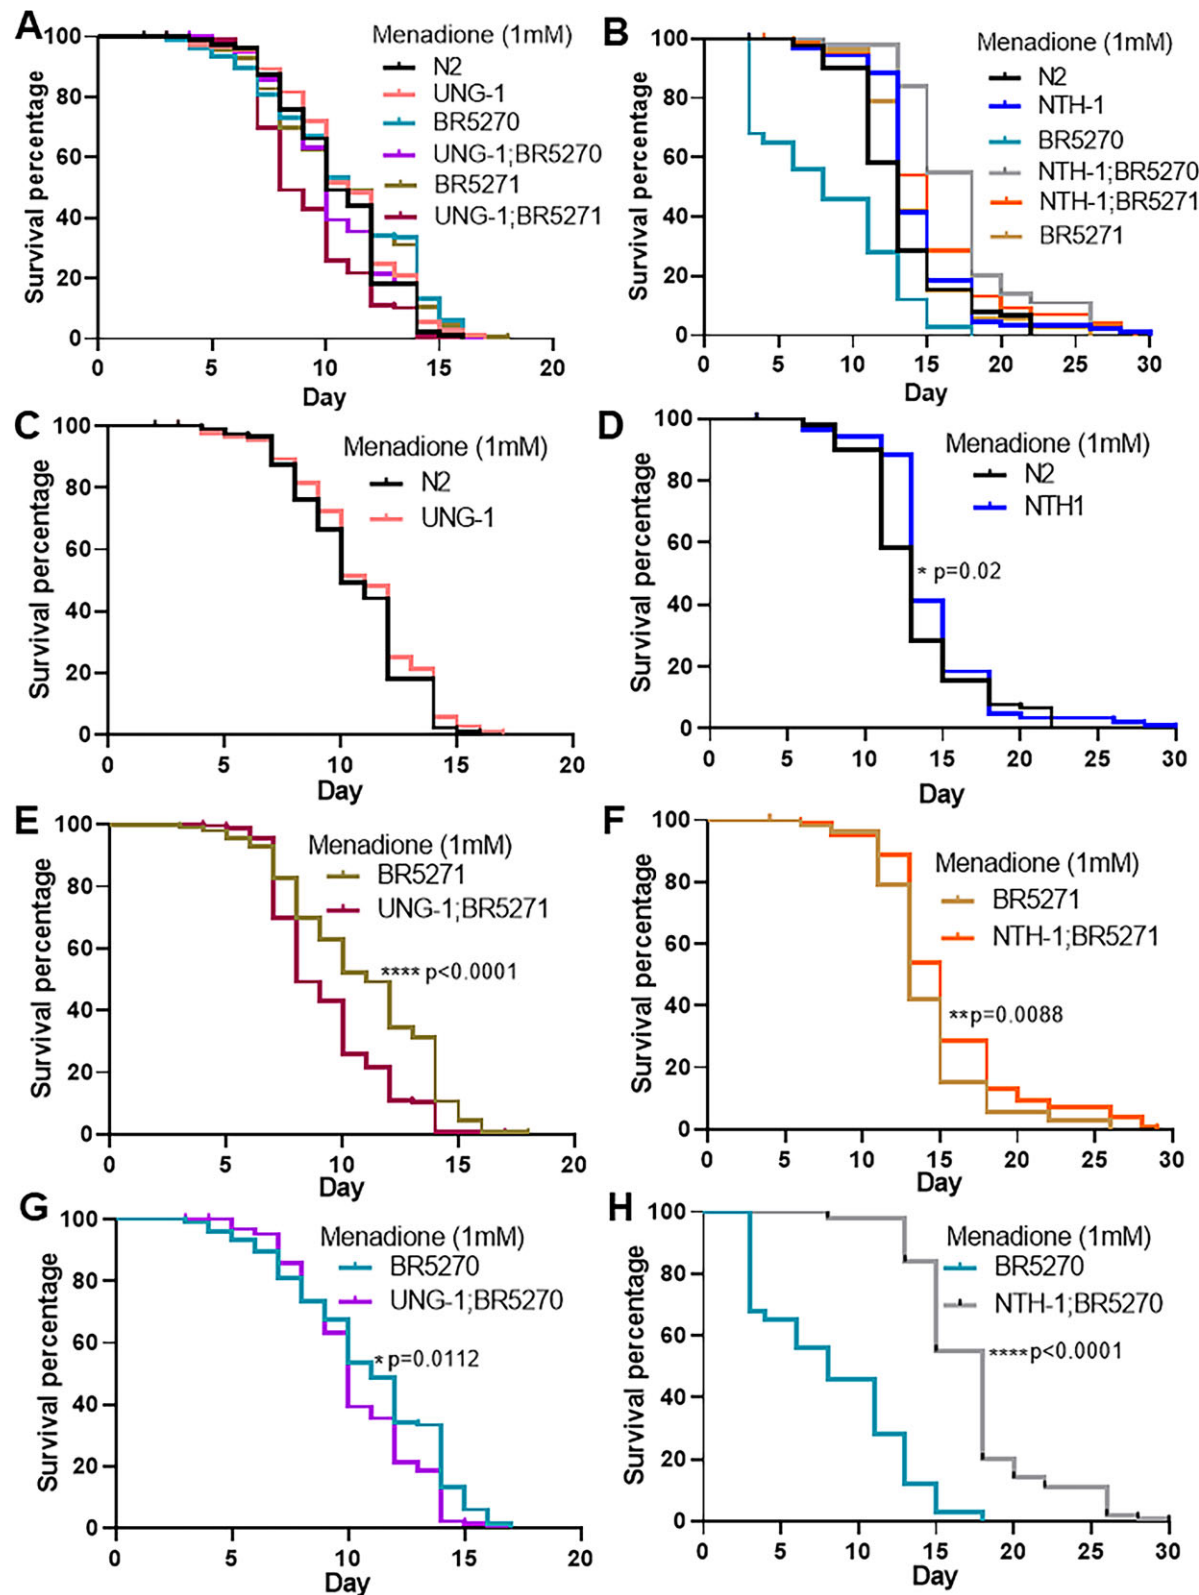 A
Menadione (1mM)
N2
UNG-1
BR5270
UNG-1;BR5270
BR5271
UNG-1;BR5271
Survival percentage
100
80
60
40
20
0
0 5 10 15 20
Day
B
Menadione (1mM)
N2
NTH-1
BR5270
NTH-1;BR5270
NTH-1;BR5271
BR5271
Survival percentage
100
80
60
40
20
0
0 5 10 15 20 25 30
Day
C
Menadione (1mM)
N2
UNG-1
Survival percentage
100
80
60
40
20
0
0 5 10 15 20
Day
D
Menadione (1mM)
N2
NTH1
* p=0.02
Survival percentage
100
80
60
40
20
0
0 5 10 15 20 25 30
Day
E
Menadione (1mM)
BR5271
UNG-1;BR5271
**** p<0.0001
Survival percentage
100
80
60
40
20
0
0 5 10 15 20
Day
F
Menadione (1mM)
BR5271
NTH-1;BR5271
**p=0.0088
Survival percentage
100
80
60
40
20
0
0 5 10 15 20 25 30
Day
G
Menadione (1mM)
BR5270
UNG-1;BR5270
* p=0.0112
Survival percentage
100
80
60
40
20
0
0 5 10 15 20
Day
H
Menadione (1mM)
BR5270
NTH-1;BR5270
****p<0.0001
Survival percentage
100
80
60
40
20
0
0 5 10 15 20 25 30
Day